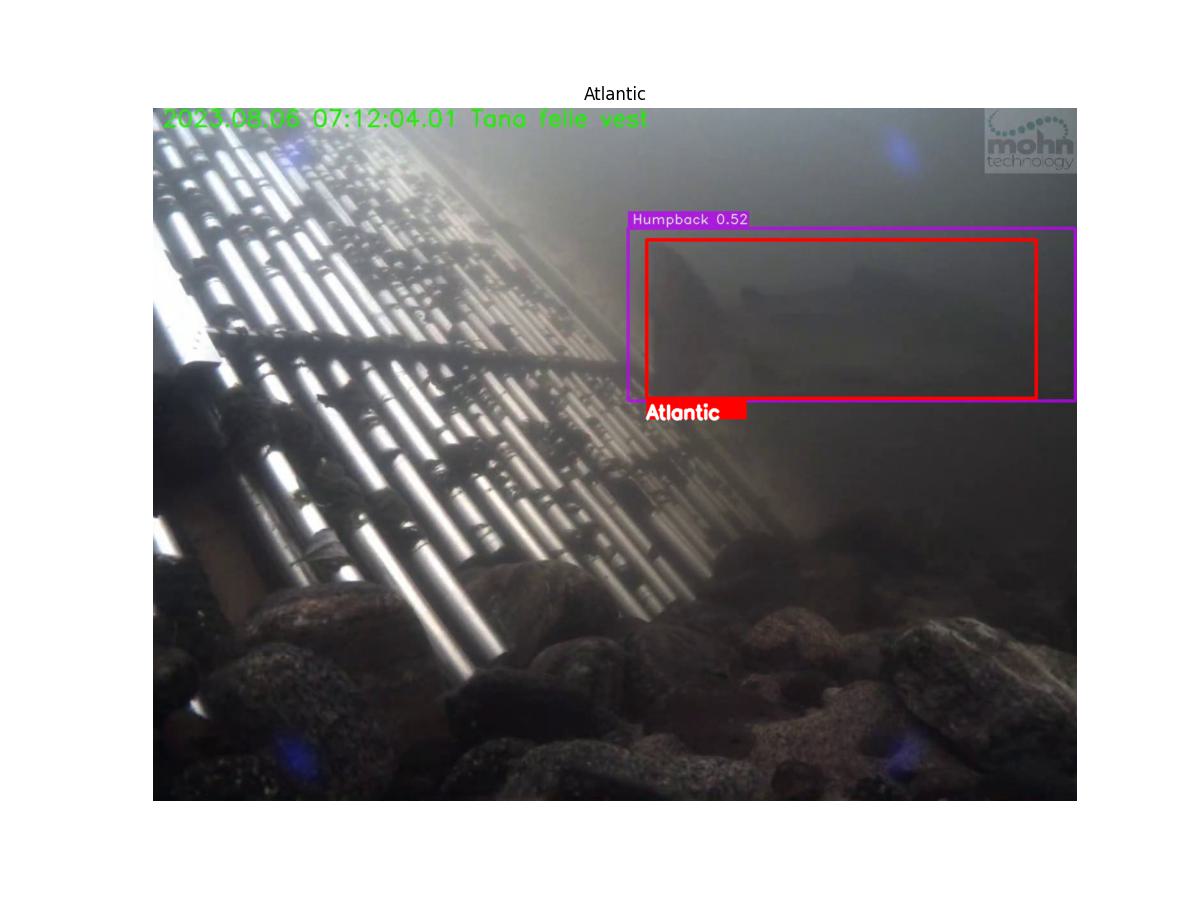 Atlantic
2023.08.06 07:12:04.01 Tana felle vest
mohn
technology
Humpback 0.52
Atlantic